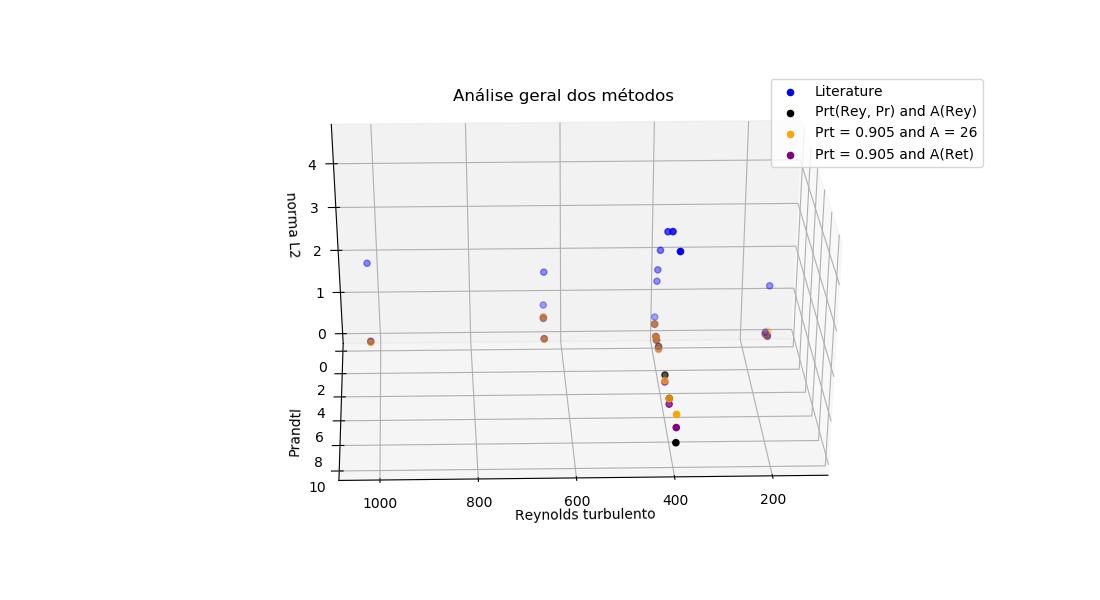 Análise geral dos métodos
Literature
Prt(Rey, Pr) and A(Rey)
Prt = 0.905 and A = 26
Prt = 0.905 and A(Ret)
norma L2
4
3
2
1
0
Prandtl
0
2
4
6
8
10
1000 800 600 400 200
Reynolds turbulento